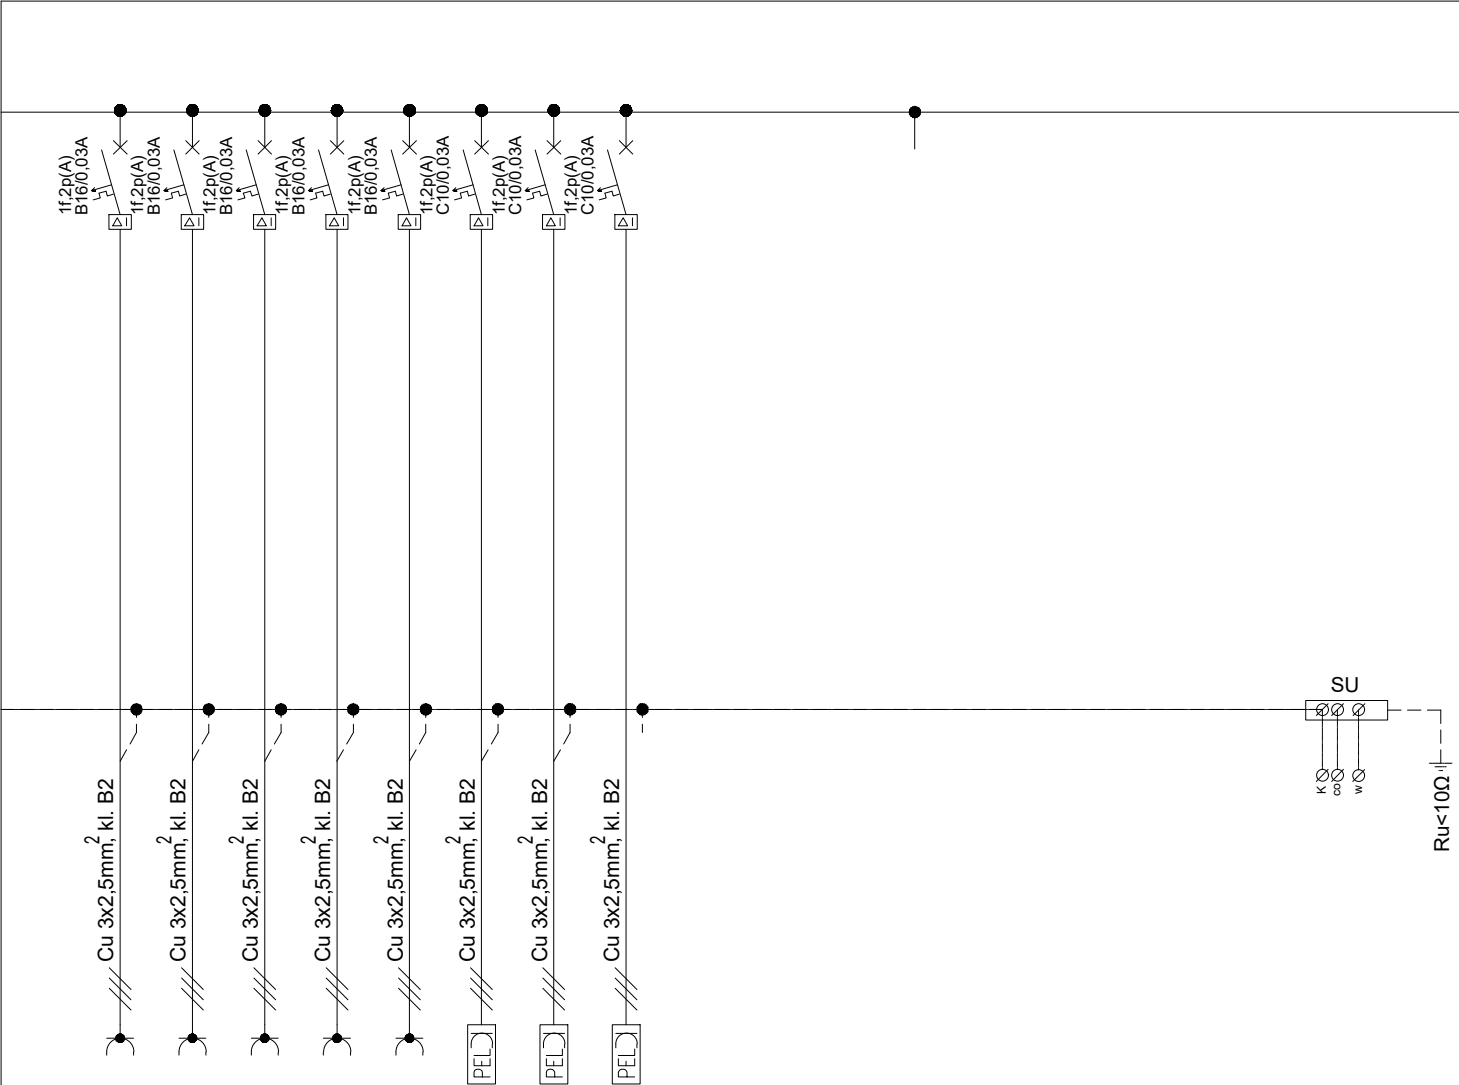 1f,2p(A)
B16/0,03A
1f,2p(A)
B16/0,03A
1f,2p(A)
B16/0,03A
1f,2p(A)
B16/0,03A
1f,2p(A)
B16/0,03A
1f,2p(A)
C10/0,03A
1f,2p(A)
C10/0,03A
1f,2p(A)
C10/0,03A
SU
K
co
w
Ru<10Ω
Cu 3x2,5mm², kl. B2
Cu 3x2,5mm², kl. B2
Cu 3x2,5mm², kl. B2
Cu 3x2,5mm², kl. B2
Cu 3x2,5mm², kl. B2
Cu 3x2,5mm², kl. B2
Cu 3x2,5mm², kl. B2
Cu 3x2,5mm², kl. B2
PEL
PEL
PEL